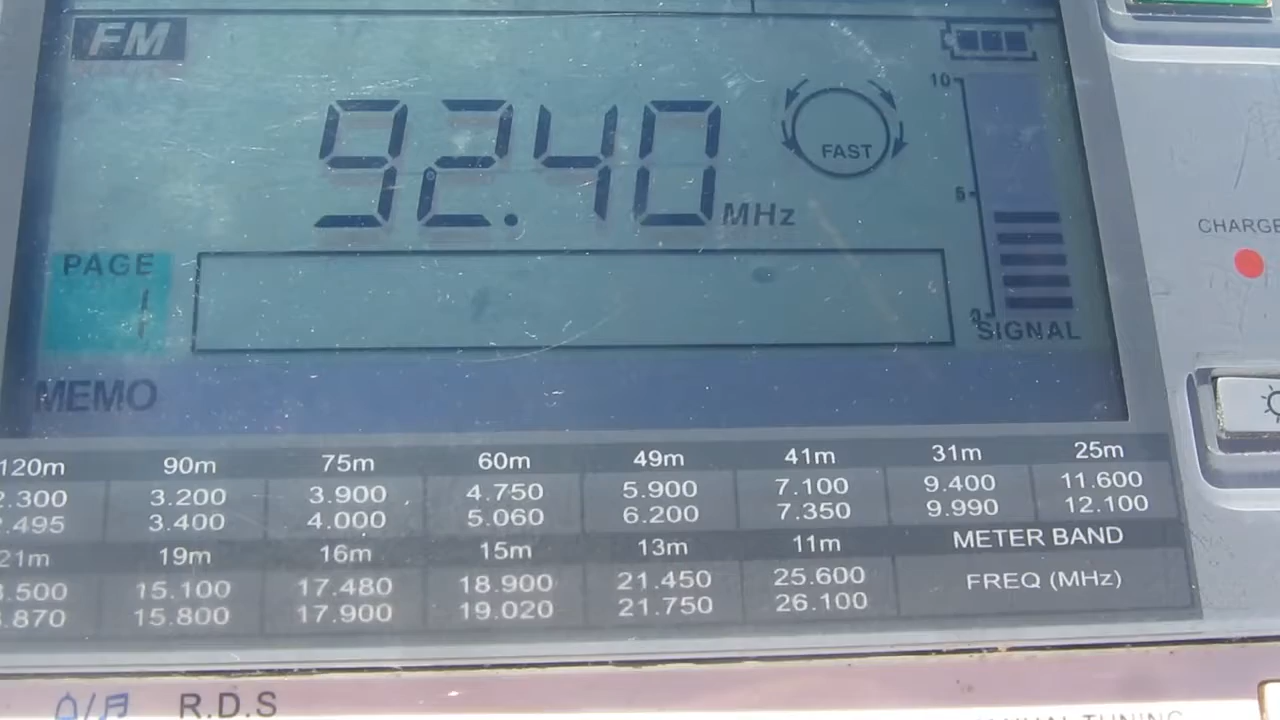 FM
10
92.40 MHz
FAST
5
PAGE
1
0
SIGNAL
MEMO
CHARGE
120m 90m 75m 60m 49m 41m 31m 25m
2.300 3.200 3.900 4.750 5.900 7.100 9.400 11.600
2.495 3.400 4.000 5.060 6.200 7.350 9.990 12.100
21m 19m 16m 15m 13m 11m METER BAND
.500 15.100 17.480 18.900 21.450 25.600 FREQ (MHz)
.870 15.800 17.900 19.020 21.750 26.100
R.D.S
TUNING